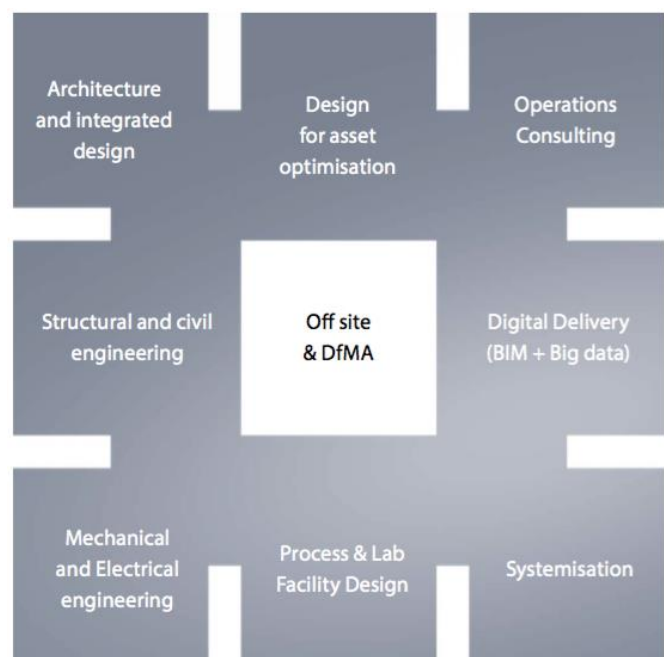 Architecture
and integrated
design
Design
for asset
optimisation
Operations
Consulting
Structural and civil
engineering
Off site
& DfMA
Digital Delivery
(BIM + Big data)
Mechanical
and Electrical
engineering
Process & Lab
Facility Design
Systemisation